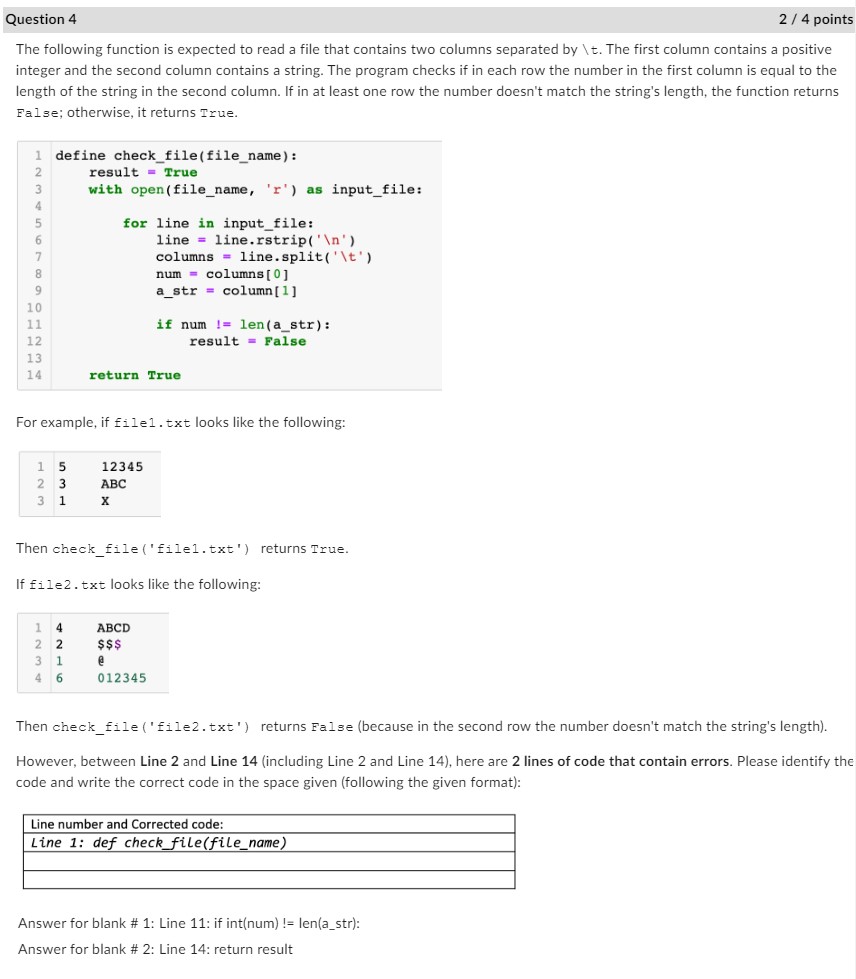 Question 4 2 / 4 points
The following function is expected to read a file that contains two columns separated by \t. The first column contains a positive
integer and the second column contains a string. The program checks if in each row the number in the first column is equal to the
length of the string in the second column. If in at least one row the number doesn't match the string's length, the function returns
False; otherwise, it returns True.
1 define check_file(file_name):
2     result = True
3     with open(file_name, 'r') as input_file:
4
5         for line in input_file:
6             line = line.rstrip('\n')
7             columns = line.split('\t')
8             num = columns[0]
9             a_str = column[1]
10
11             if num != len(a_str):
12                 result = False
13
14     return True
For example, if file1.txt looks like the following:
1 5 12345
2 3 ABC
3 1 X
Then check_file('file1.txt') returns True.
If file2.txt looks like the following:
1 4 ABCD
2 2 $$$
3 1 @
4 6 012345
Then check_file('file2.txt') returns False (because in the second row the number doesn't match the string's length).
However, between Line 2 and Line 14 (including Line 2 and Line 14), here are 2 lines of code that contain errors. Please identify the
code and write the correct code in the space given (following the given format):
Line number and Corrected code:
Line 1: def check_file(file_name)
Answer for blank # 1: Line 11: if int(num) != len(a_str):
Answer for blank # 2: Line 14: return result